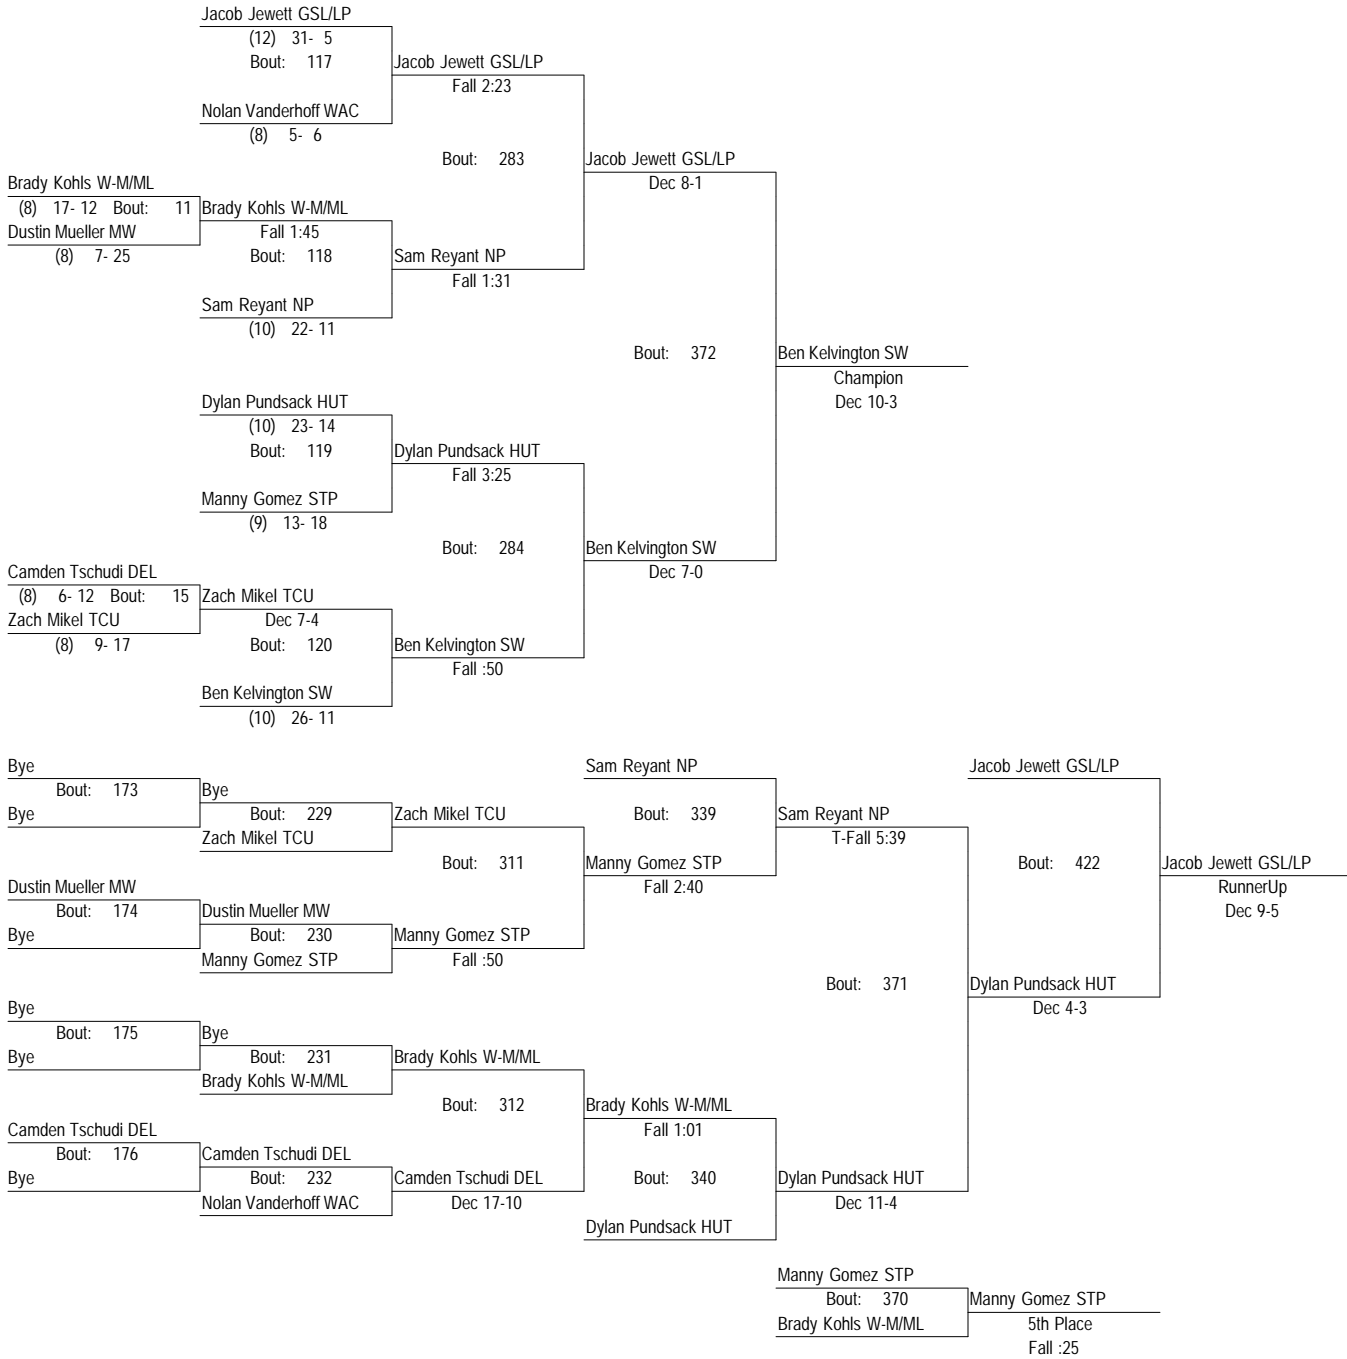 Jacob Jewett GSL/LP
(12) 31- 5
Bout: 117
Jacob Jewett GSL/LP
Fall 2:23
Nolan Vanderhoff WAC
(8) 5- 6
Bout: 283
Jacob Jewett GSL/LP
Dec 8-1
Brady Kohls W-M/ML
(8) 17- 12 Bout: 11
Brady Kohls W-M/ML
Dustin Mueller MW
Fall 1:45
(8) 7- 25
Bout: 118
Sam Reyant NP
Fall 1:31
Sam Reyant NP
(10) 22- 11
Bout: 372
Ben Kelvington SW
Champion
Dec 10-3
Dylan Pundsack HUT
(10) 23- 14
Bout: 119
Dylan Pundsack HUT
Fall 3:25
Manny Gomez STP
(9) 13- 18
Bout: 284
Ben Kelvington SW
Dec 7-0
Camden Tschudi DEL
(8) 6- 12 Bout: 15
Zach Mikel TCU
Zach Mikel TCU
Dec 7-4
(8) 9- 17
Bout: 120
Ben Kelvington SW
Fall :50
Ben Kelvington SW
(10) 26- 11
Bye
Bout: 173
Bye
Bye
Bout: 229
Zach Mikel TCU
Zach Mikel TCU
Sam Reyant NP
Bout: 339
Sam Reyant NP
T-Fall 5:39
Jacob Jewett GSL/LP
Bout: 311
Manny Gomez STP
Fall 2:40
Bout: 422
Jacob Jewett GSL/LP
RunnerUp
Dec 9-5
Dustin Mueller MW
Bout: 174
Bye
Dustin Mueller MW
Bout: 230
Manny Gomez STP
Manny Gomez STP
Fall :50
Bout: 371
Dylan Pundsack HUT
Dec 4-3
Bye
Bout: 175
Bye
Bye
Bout: 231
Brady Kohls W-M/ML
Brady Kohls W-M/ML
Bout: 312
Brady Kohls W-M/ML
Fall 1:01
Camden Tschudi DEL
Bout: 176
Bye
Camden Tschudi DEL
Bout: 232
Nolan Vanderhoff WAC
Camden Tschudi DEL
Dec 17-10
Bout: 340
Dylan Pundsack HUT
Dec 11-4
Dylan Pundsack HUT
Manny Gomez STP
Bout: 370
Brady Kohls W-M/ML
Manny Gomez STP
5th Place
Fall :25